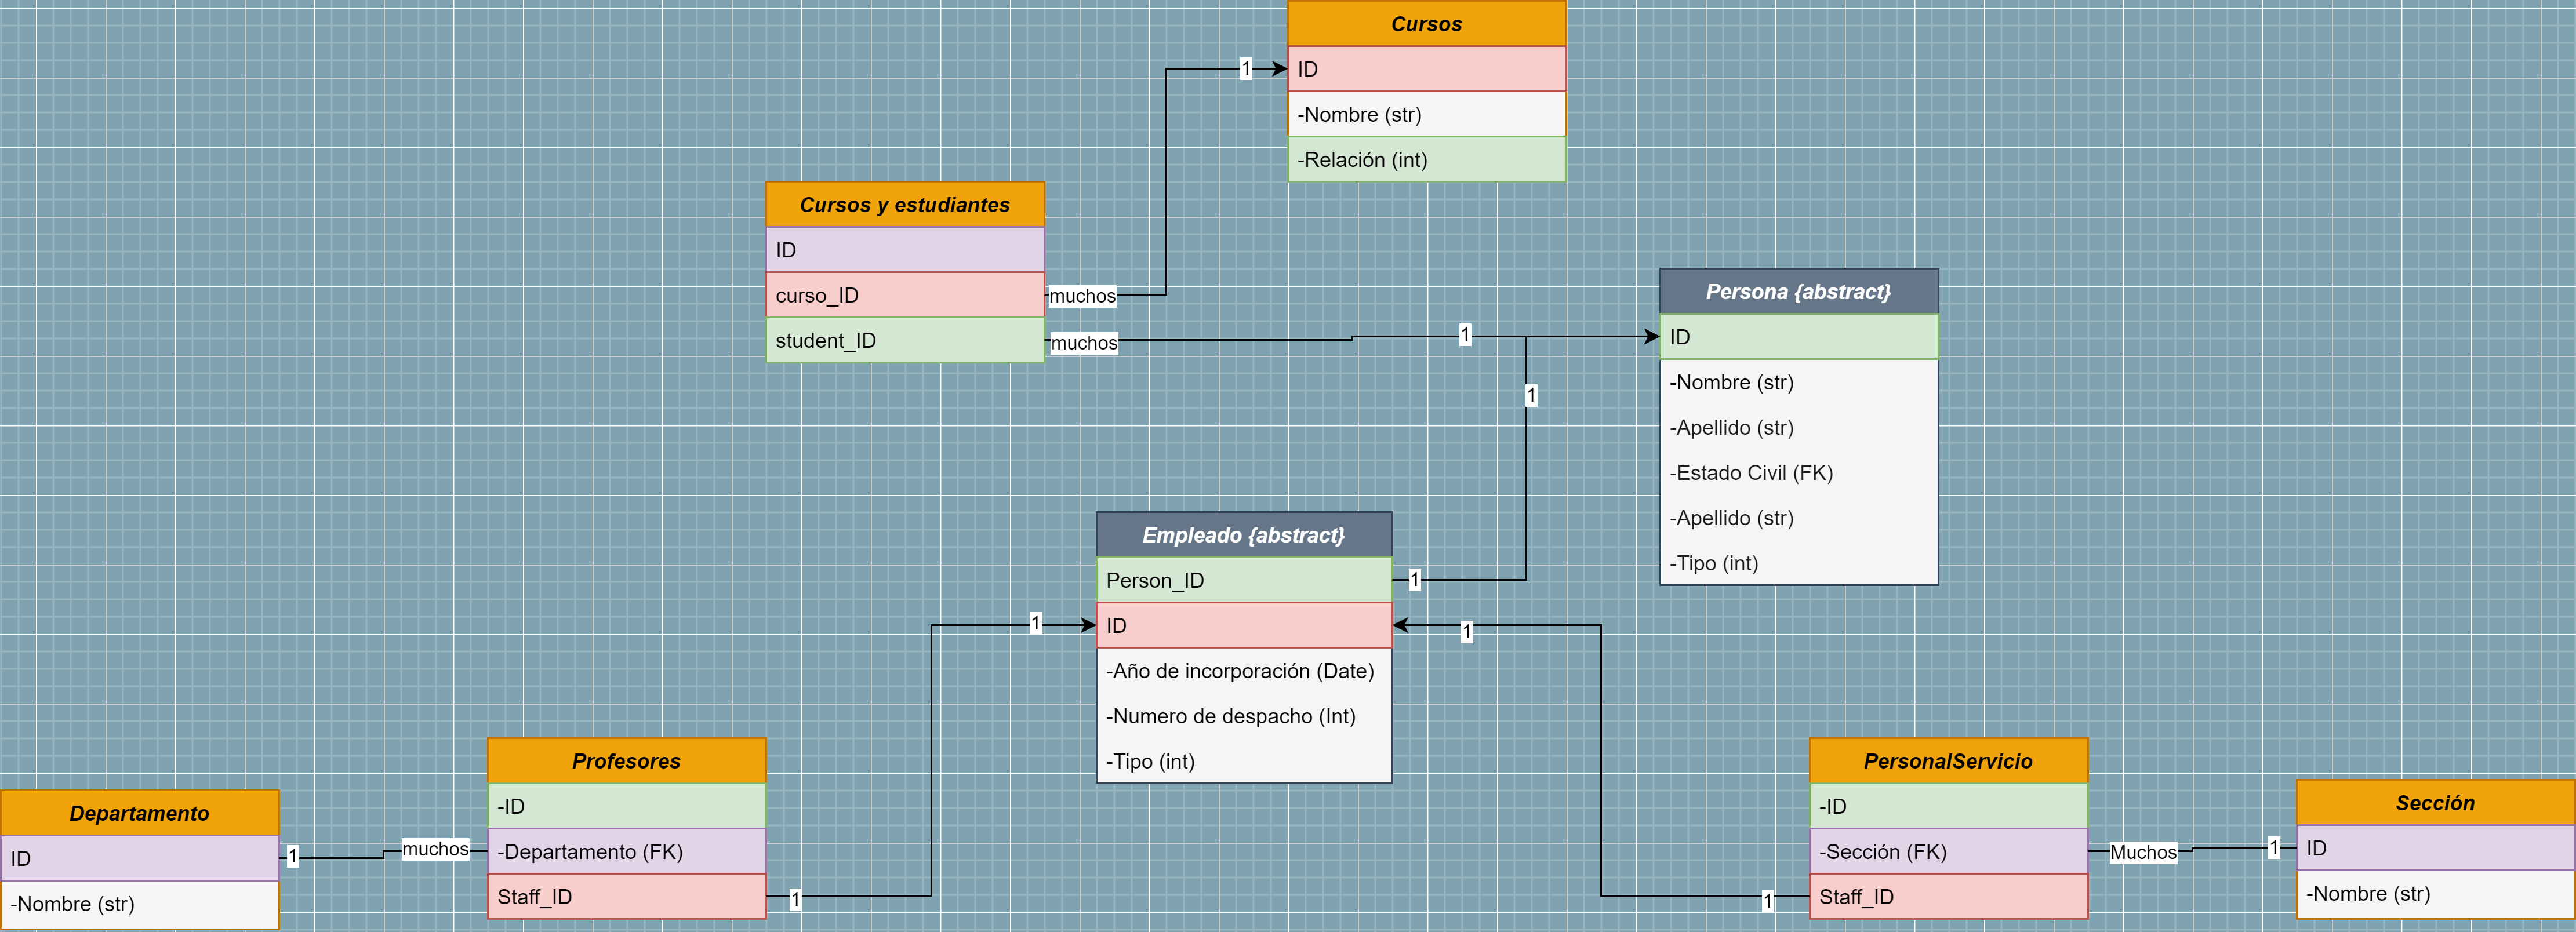 Cursos
ID
-Nombre (str)
-Relación (int)
1
Cursos y estudiantes
ID
curso_ID
student_ID
muchos
muchos
1
1
Persona {abstract}
ID
-Nombre (str)
-Apellido (str)
-Estado Civil (FK)
-Apellido (str)
-Tipo (int)
Empleado {abstract}
Person_ID
ID
-Año de incorporación (Date)
-Numero de despacho (Int)
-Tipo (int)
1
1
1
Departamento
ID
-Nombre (str)
1
muchos
Profesores
-ID
-Departamento (FK)
Staff_ID
1
PersonalServicio
-ID
-Sección (FK)
Staff_ID
1
Muchos
1
Sección
ID
-Nombre (str)